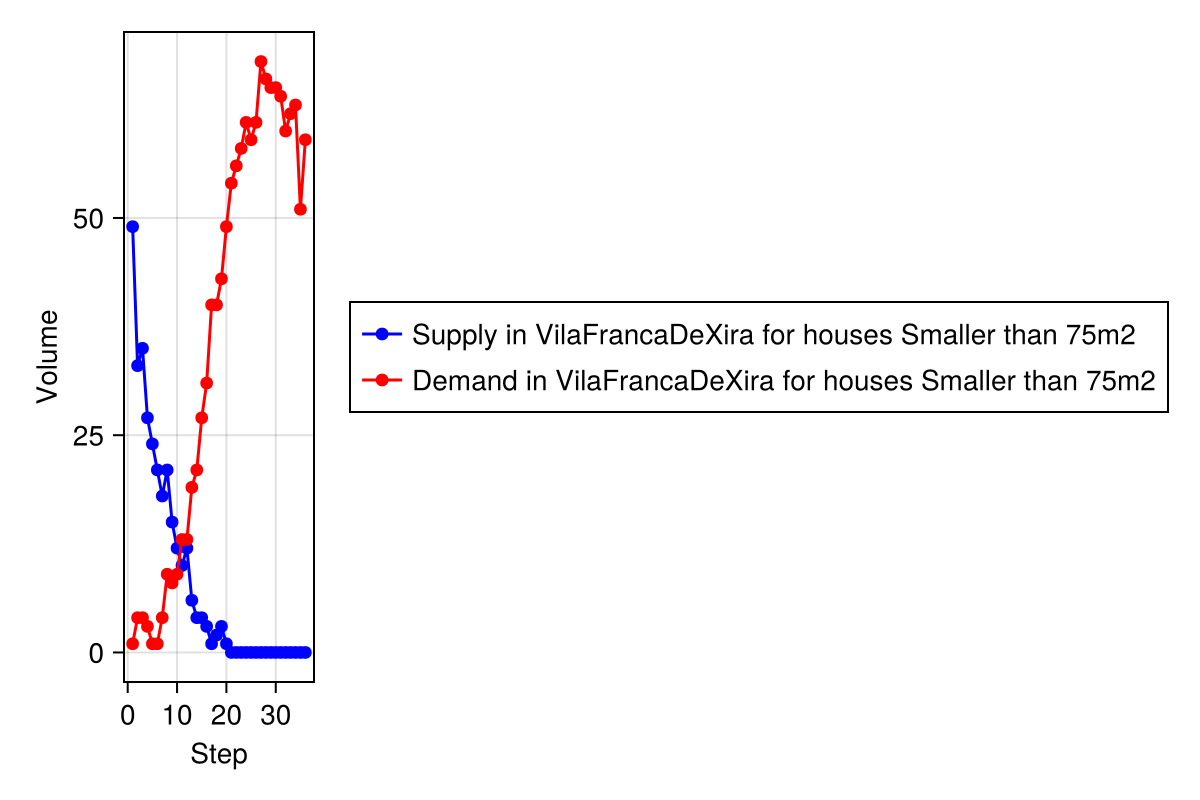 Volume
50
25
0
0 10 20 30
Step
Supply in VilaFrancaDeXira for houses Smaller than 75m2
Demand in VilaFrancaDeXira for houses Smaller than 75m2